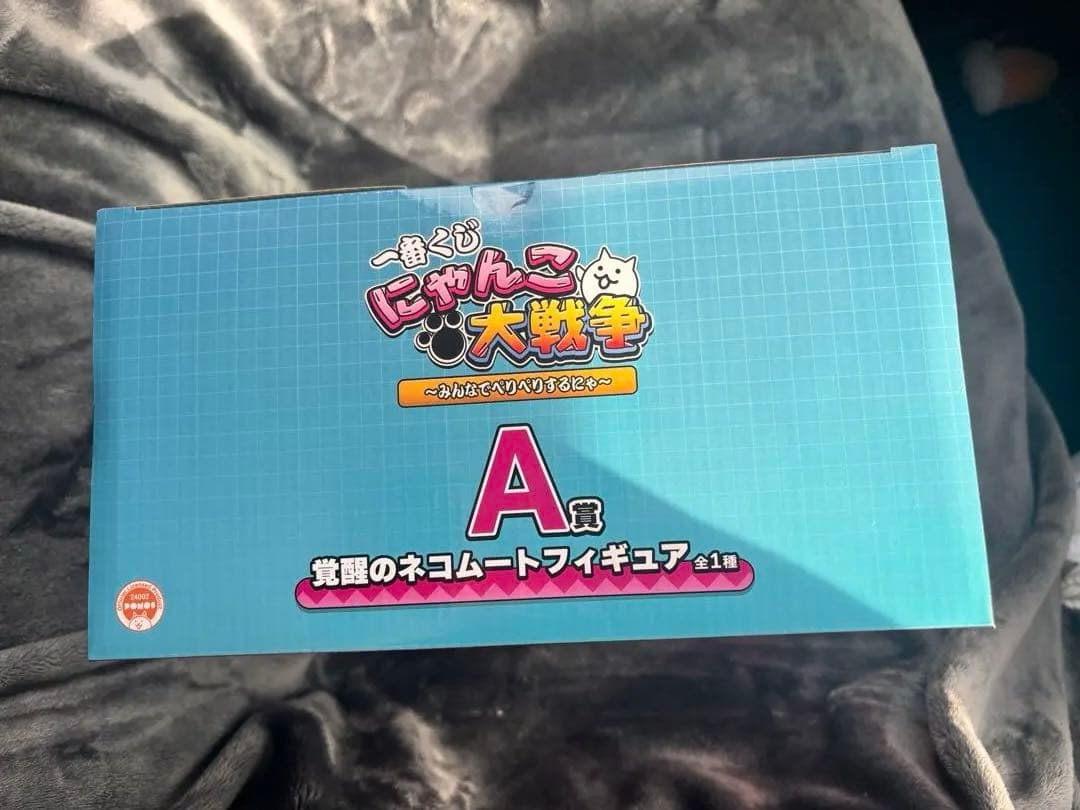 一番くじ
にゃんこ
大戦争
～みんなでぺりぺりするにゃ～
A賞
覚醒のネコムートフィギュア 全1種
24002
PONOS